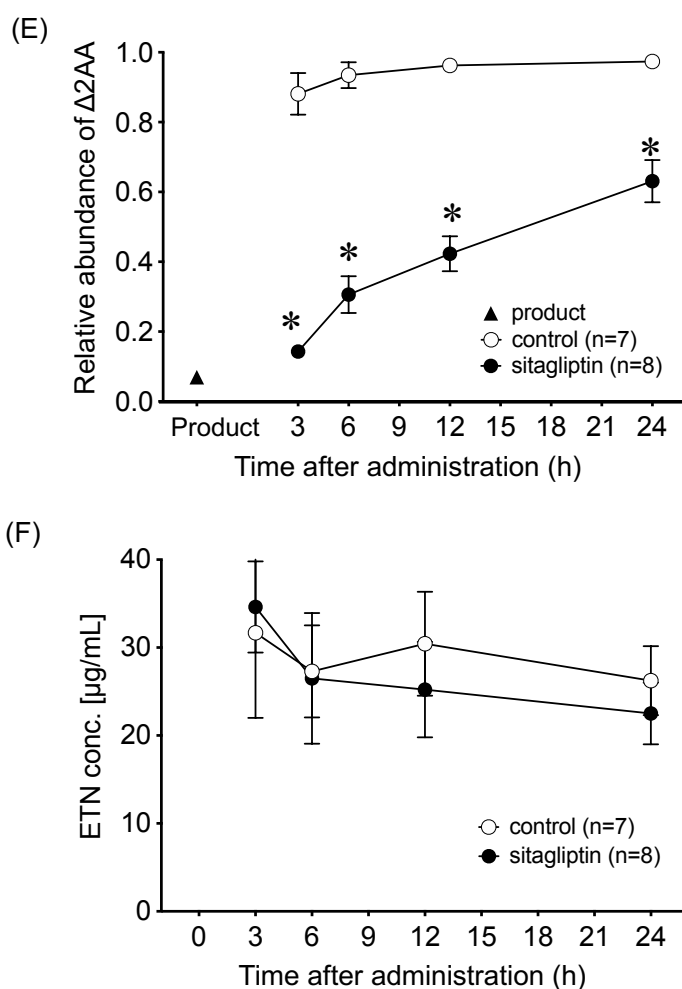 (E)
Relative abundance of Δ2AA
1.0
0.8
0.6
0.4
0.2
0.0
*
*
*
*
▲ product
control (n=7)
sitagliptin (n=8)
Product 3 6 9 12 15 18 21 24
Time after administration (h)
(F)
ETN conc. [µg/mL]
40
30
20
10
0
control (n=7)
sitagliptin (n=8)
0 3 6 9 12 15 18 21 24
Time after administration (h)